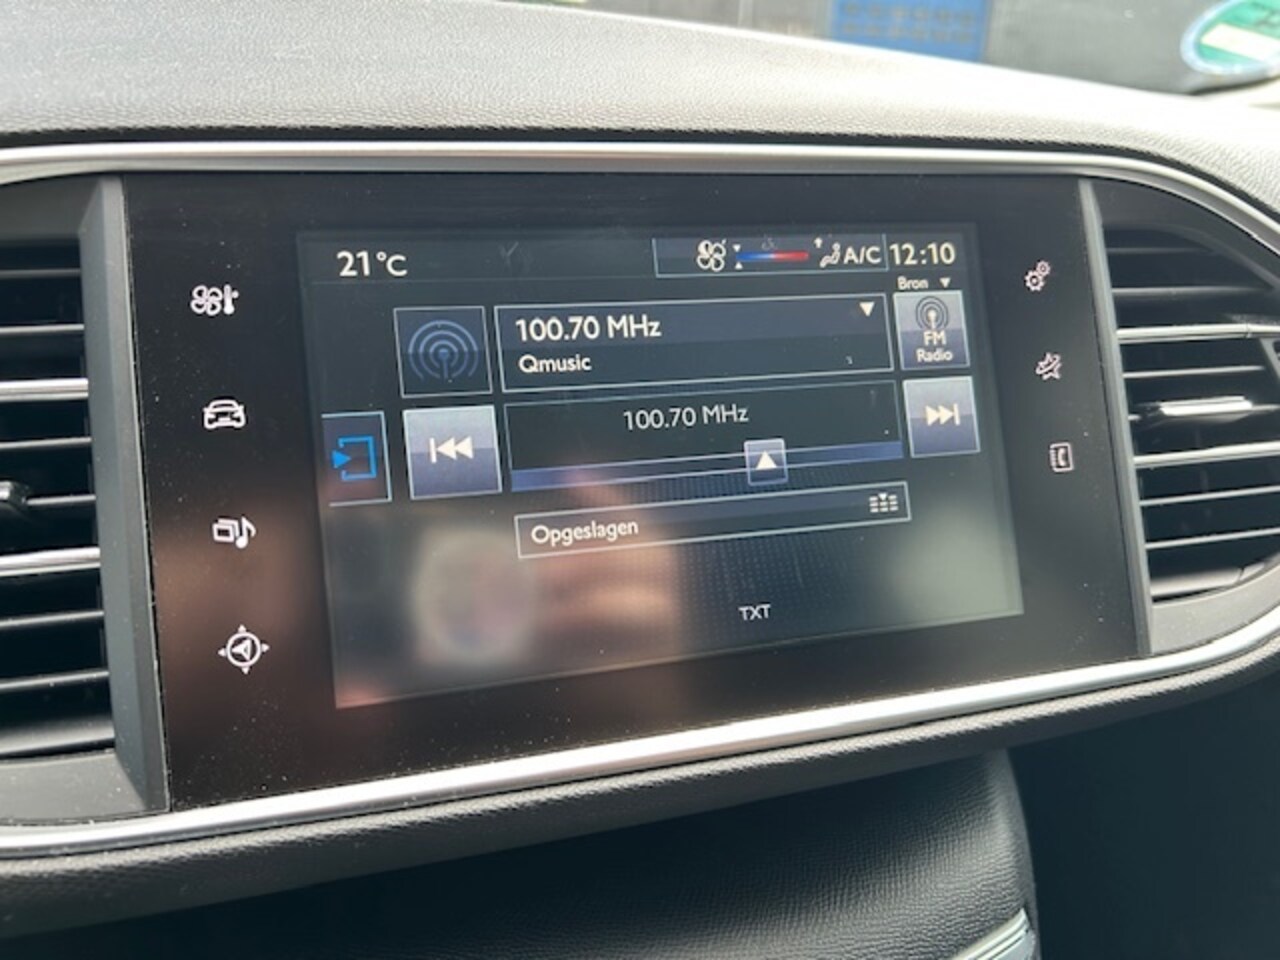 21 °C
A/C 12:10
Bron
100.70 MHz
Qmusic
FM
Radio
100.70 MHz
Opgeslagen
TXT